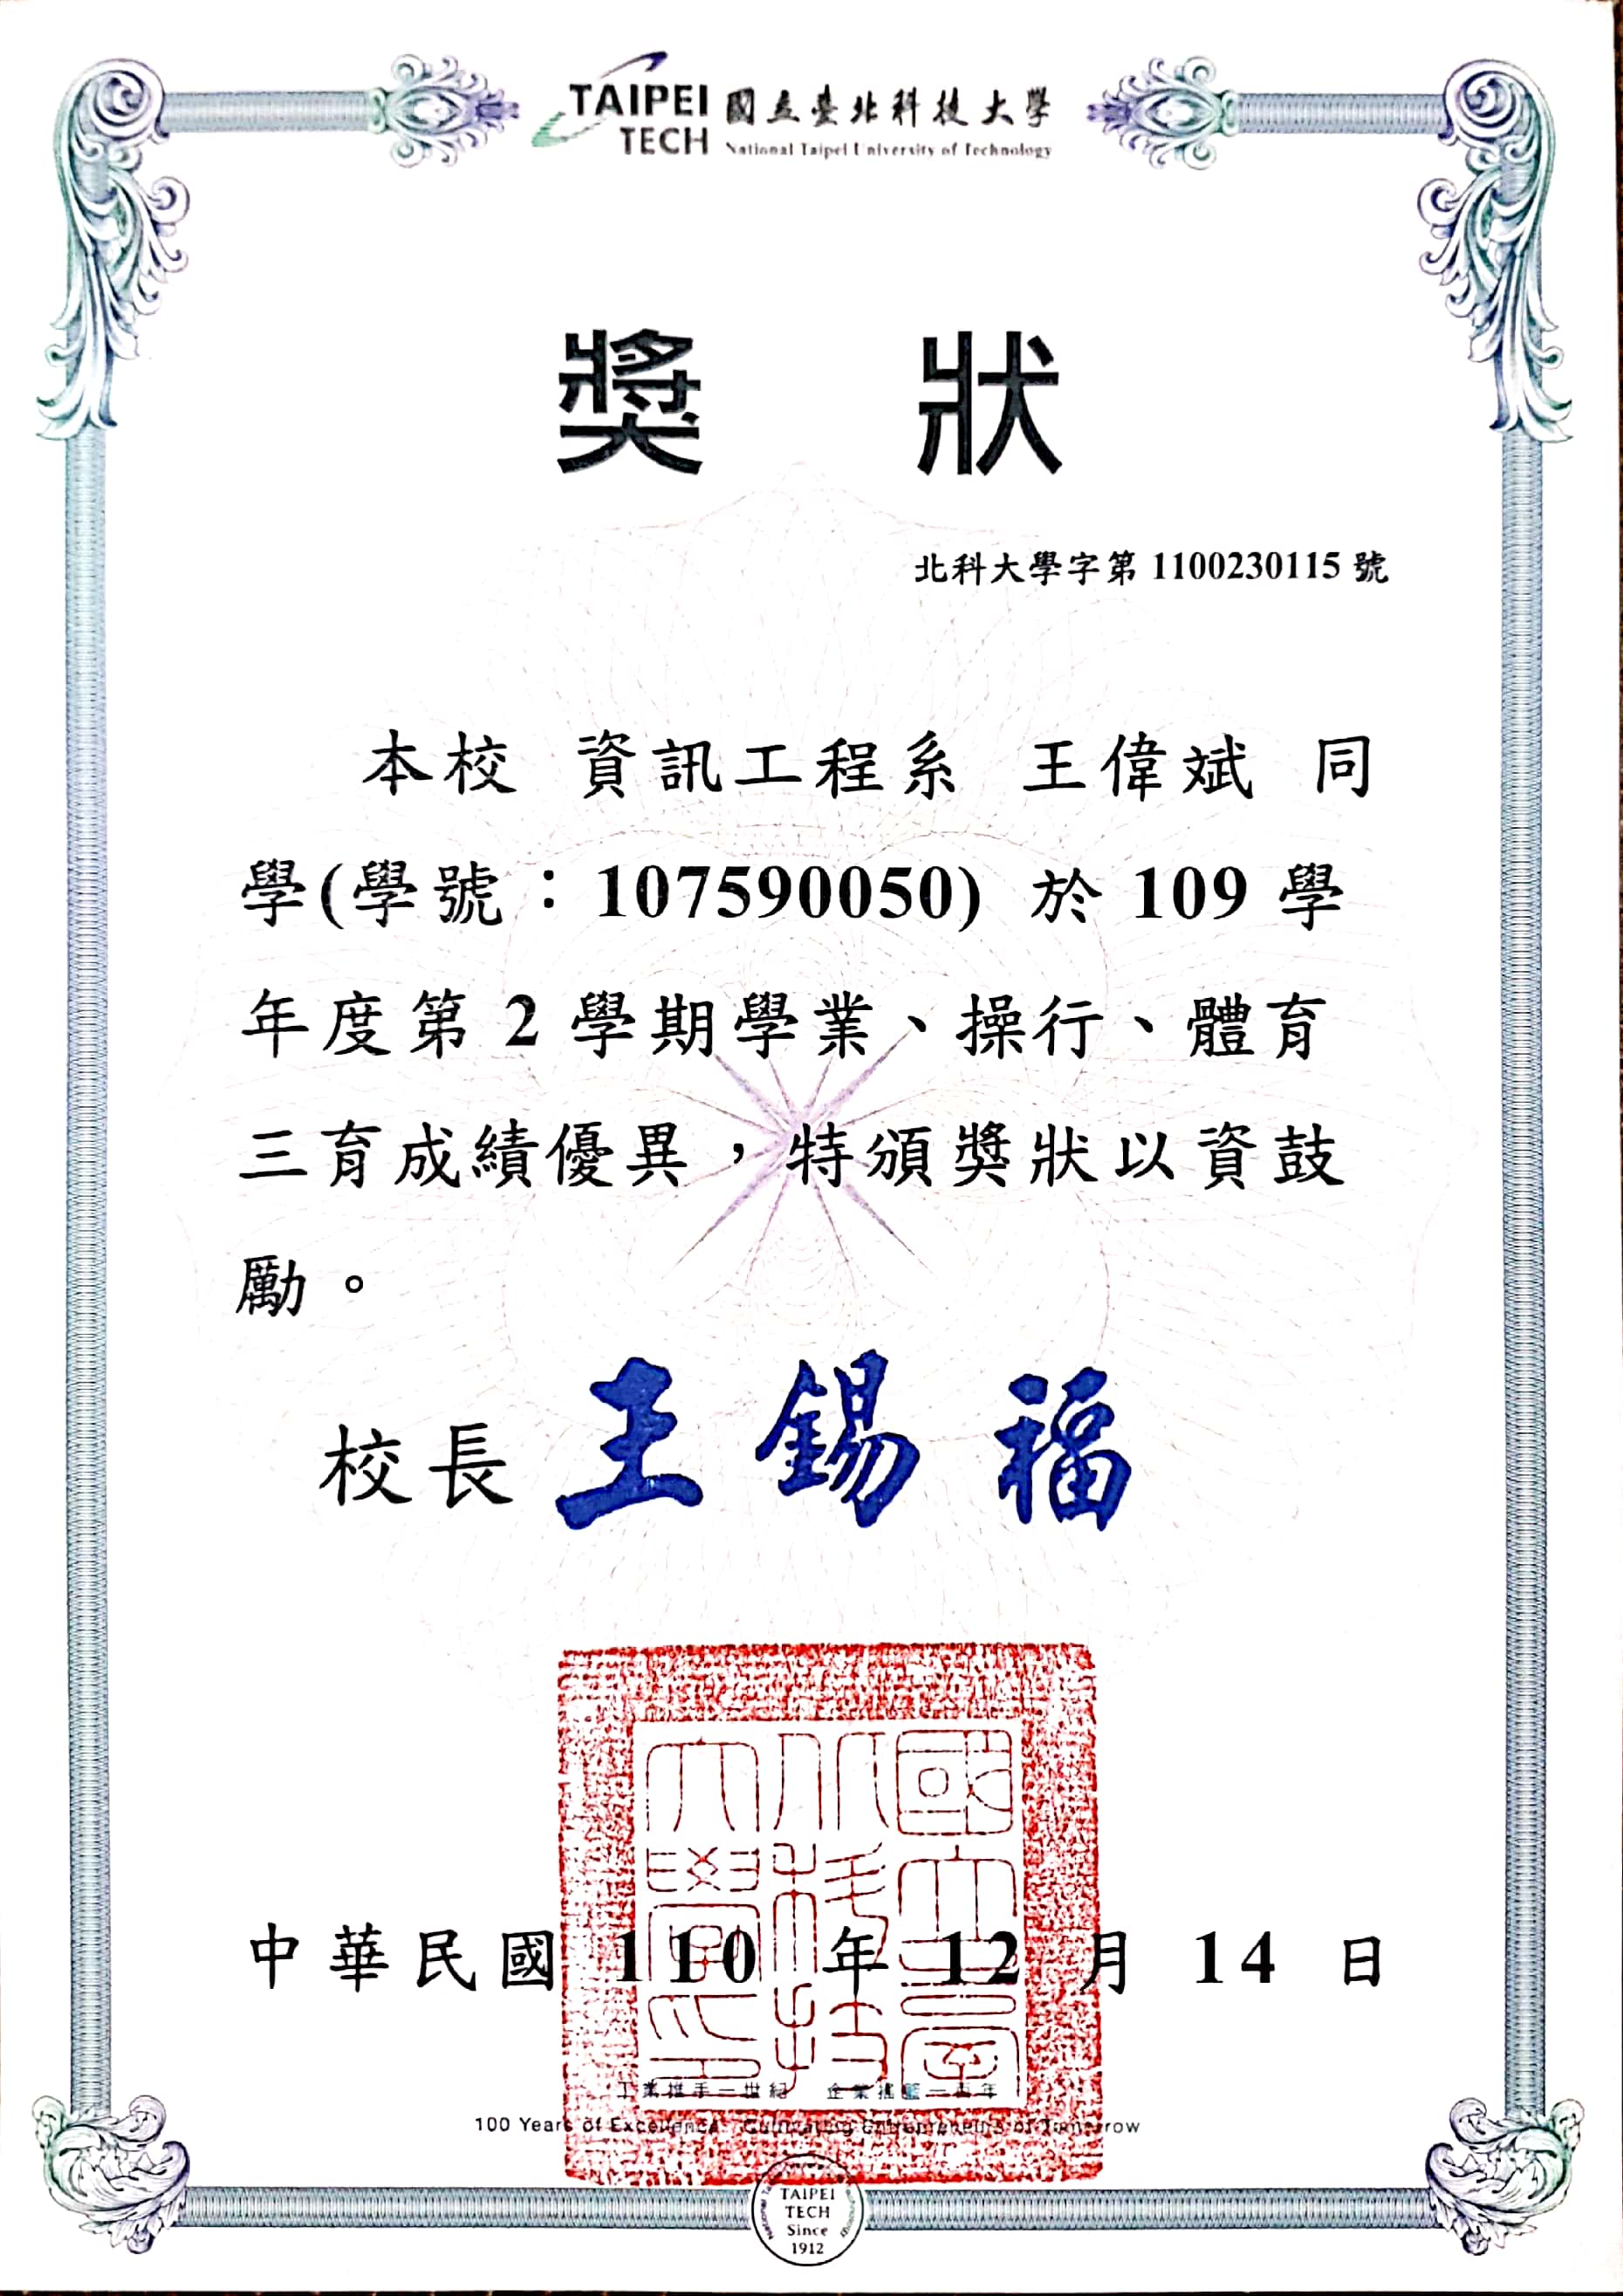 TAIPEI TECH 國立臺北科技大學
National Taipei University of Technology
獎 狀
北科大學字第 1100230115 號
本校 資訊工程系 王偉斌 同
學(學號：107590050) 於 109 學
年度第 2 學期學業、操行、體育
三育成績優異，特頒獎狀以資鼓
勵。
校長 王錫福
國立臺北科技大學印
中華民國 110 年 12 月 14 日
工業推手一世紀 企業搖籃一百年
100 Years of Excellence Cultivating Entrepreneurs of Tomorrow
TAIPEI
TECH
Since
1912